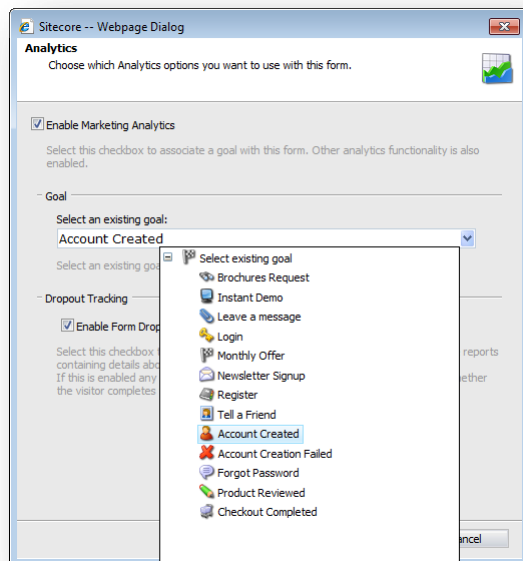 Sitecore -- Webpage Dialog
Analytics
Choose which Analytics options you want to use with this form.
Enable Marketing Analytics
Select this checkbox to associate a goal with this form. Other analytics functionality is also
enabled.
Goal
Select an existing goal:
Account Created
Select an existing goa
Select existing goal
Brochures Request
Instant Demo
Leave a message
Login
Monthly Offer
Newsletter Signup
Register
Tell a Friend
Account Created
Account Creation Failed
Forgot Password
Product Reviewed
Checkout Completed
Dropout Tracking
Enable Form Drop
Select this checkbox reports
containing details abo
If this is enabled any ether
the visitor completes
ncel